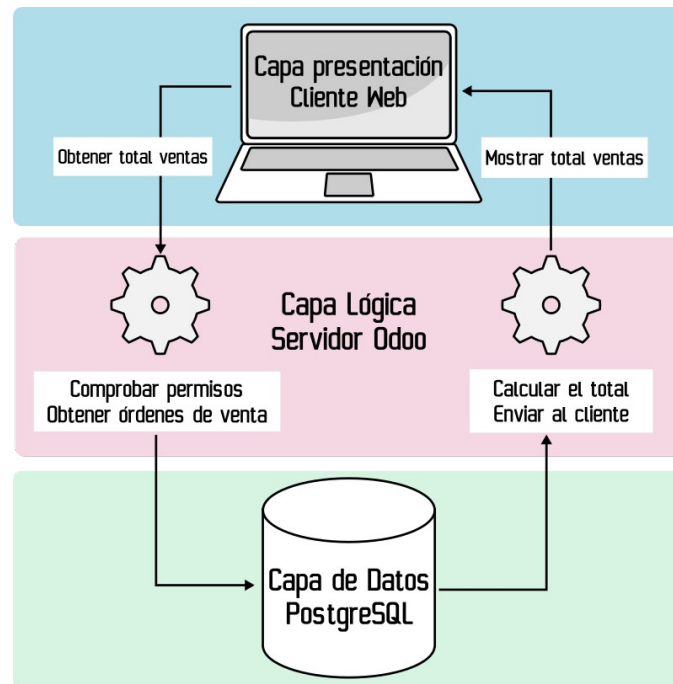 Capa presentación
Cliente Web
Obtener total ventas
Mostrar total ventas
Capa Lógica
Servidor Odoo
Comprobar permisos
Obtener órdenes de venta
Calcular el total
Enviar al cliente
Capa de Datos
PostgreSQL